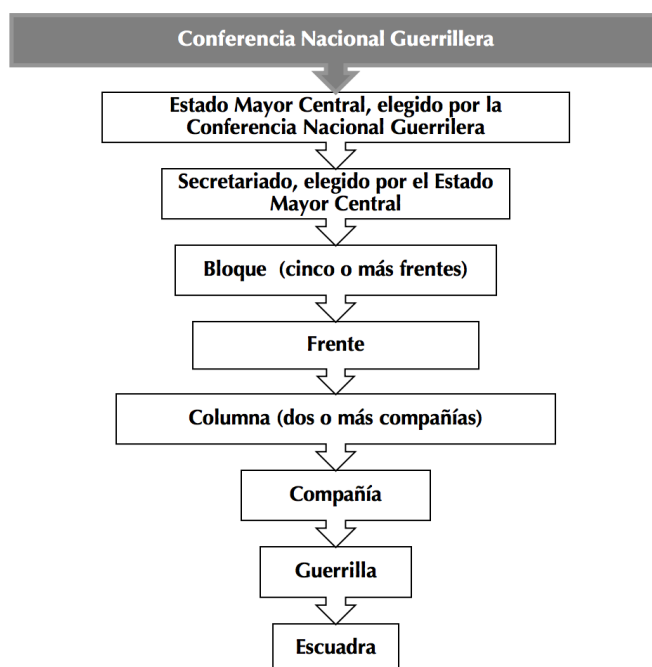 Conferencia Nacional Guerrillera
Estado Mayor Central, elegido por la
Conferencia Nacional Guerrilera
Secretariado, elegido por el Estado
Mayor Central
Bloque (cinco o más frentes)
Frente
Columna (dos o más compañías)
Compañía
Guerrilla
Escuadra